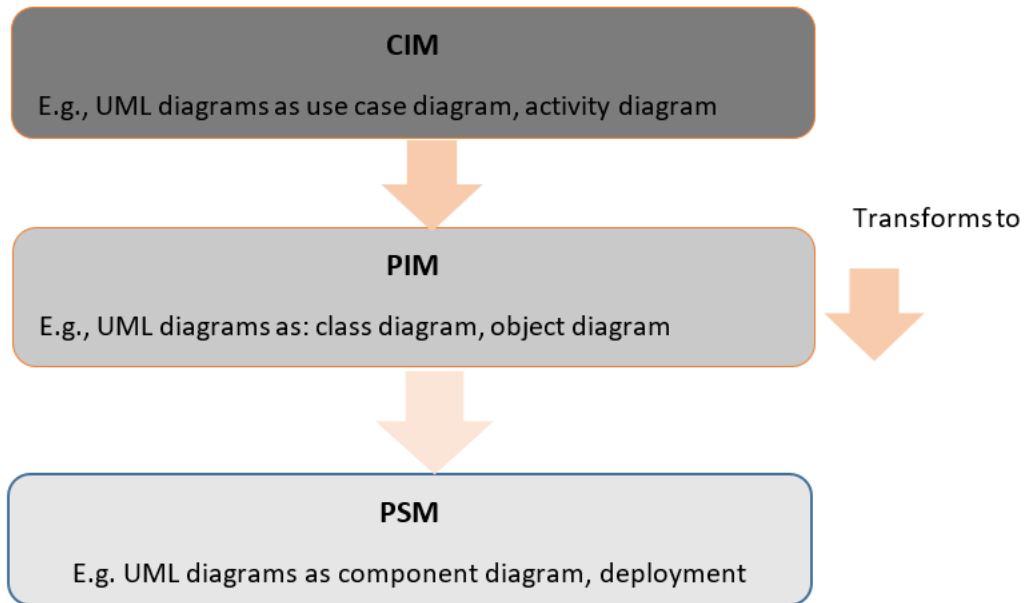 CIM
E.g., UML diagrams as use case diagram, activity diagram
Transforms to
PIM
E.g., UML diagrams as: class diagram, object diagram
PSM
E.g. UML diagrams as component diagram, deployment